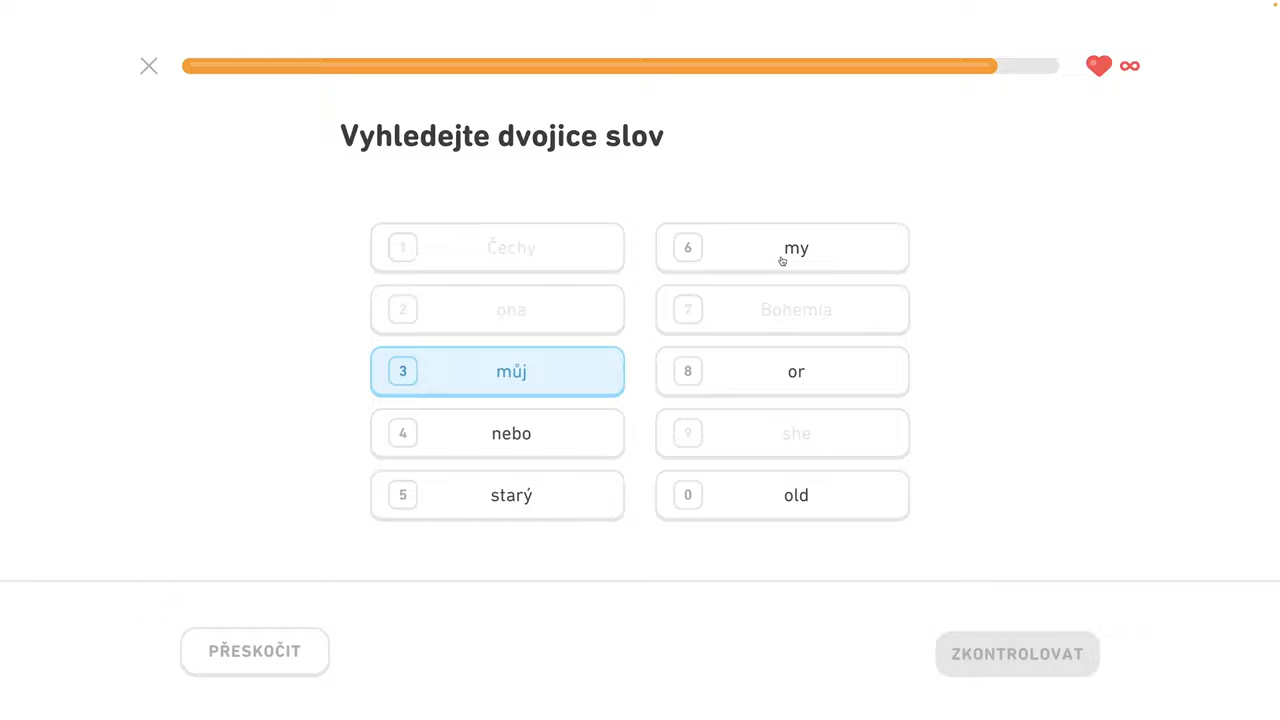 Vyhledejte dvojice slov
1 Čechy
6 my
2 ona
7 Bohemia
3 můj
8 or
4 nebo
9 she
5 starý
0 old
PŘESKOČIT
ZKONTROLOVAT